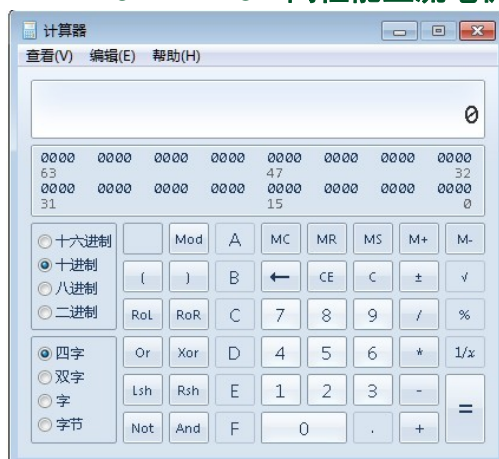 计算器
查看(V) 编辑(E) 帮助(H)
0
0000 0000 0000 0000 0000 0000 0000 0000
63 47 32
0000 0000 0000 0000 0000 0000 0000 0000
31 15 0
十六进制 Mod A MC MR MS M+ M-
十进制 ( ) B ← CE C ± √
八进制
二进制 RoL RoR C 7 8 9 / %
四字 Or Xor D 4 5 6 * 1/x
双字
字 Lsh Rsh E 1 2 3 - =
字节 Not And F 0 . +